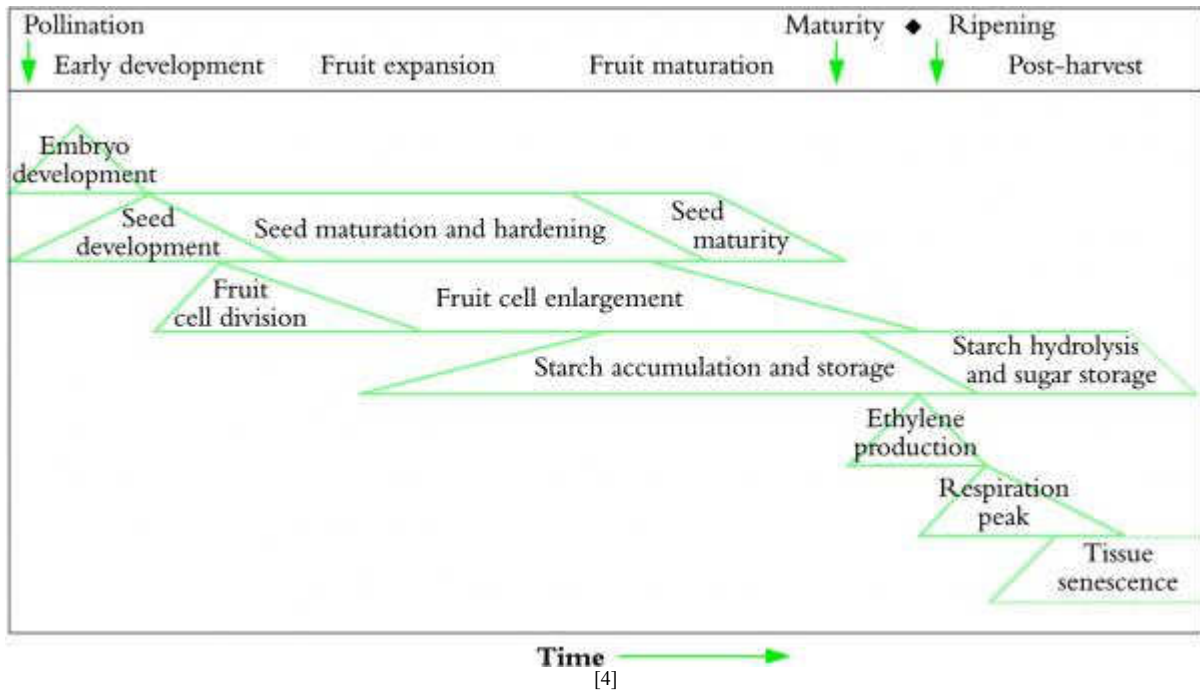 Pollination Maturity ◆ Ripening
Early development Fruit expansion Fruit maturation Post-harvest
Embryo
development
Seed
development
Seed maturation and hardening
Seed
maturity
Fruit
cell division
Fruit cell enlargement
Starch accumulation and storage
Starch hydrolysis
and sugar storage
Ethylene
production
Respiration
peak
Tissue
senescence
Time
[4]